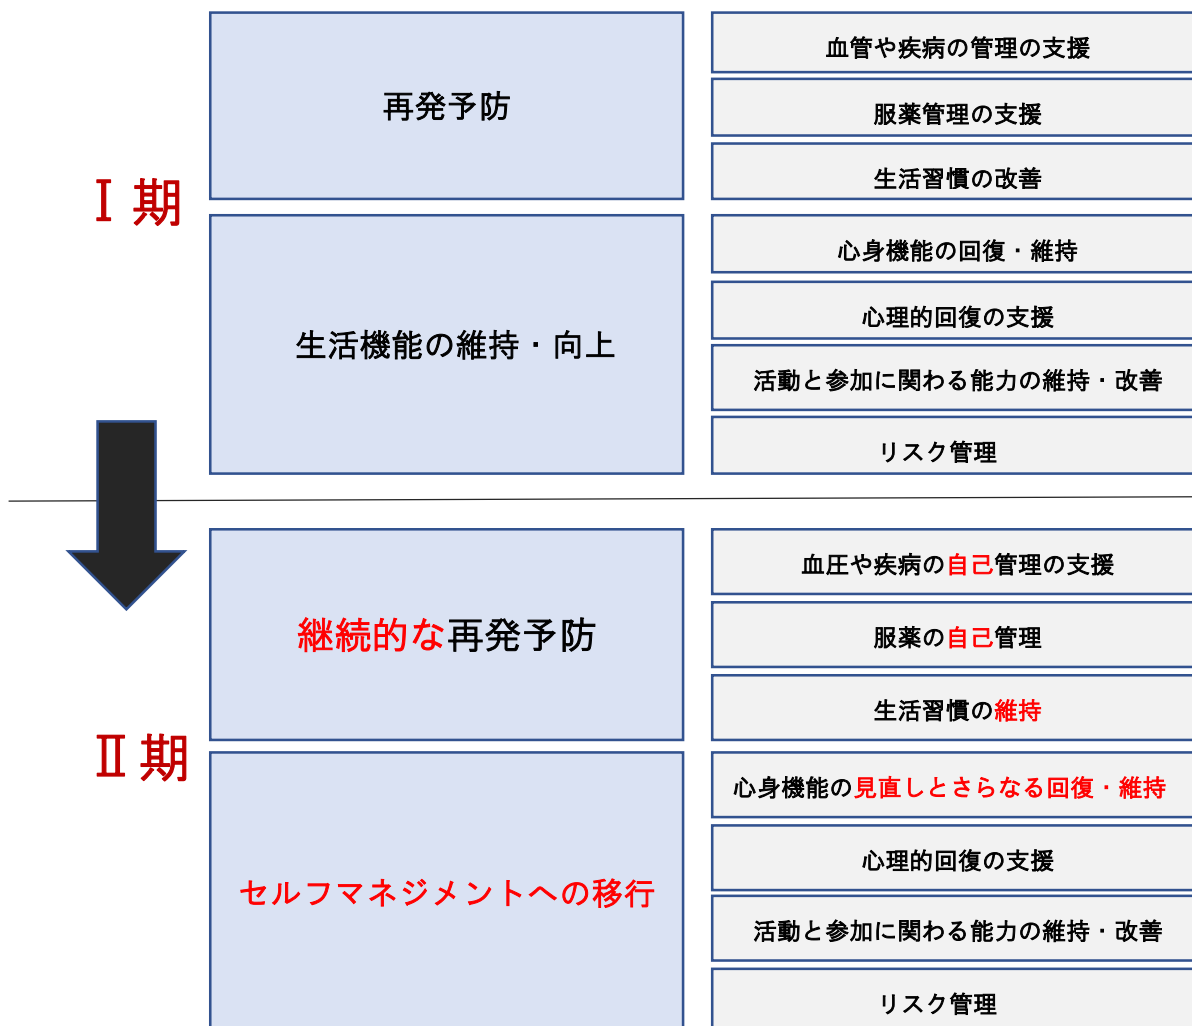 Ⅰ期
再発予防
血管や疾病の管理の支援
服薬管理の支援
生活習慣の改善
生活機能の維持・向上
心身機能の回復・維持
心理的回復の支援
活動と参加に関わる能力の維持・改善
リスク管理
Ⅱ期
継続的な再発予防
血圧や疾病の自己管理の支援
服薬の自己管理
生活習慣の維持
セルフマネジメントへの移行
心身機能の見直しとさらなる回復・維持
心理的回復の支援
活動と参加に関わる能力の維持・改善
リスク管理